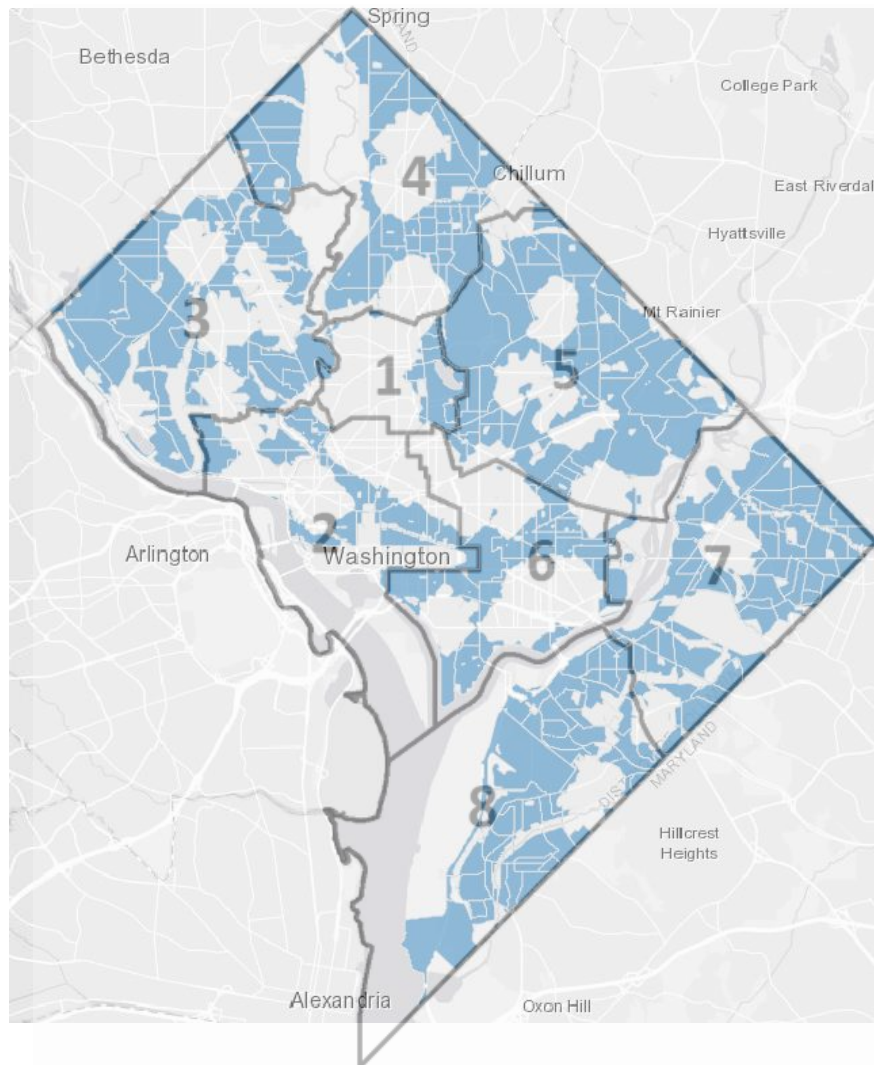 Spring
Bethesda
College Park
4
Chillum
East Riverdal
Hyattsville
Mt Rainier
3
5
1
Arlington
2
Washington
6
7
8
MARYLAND
Hillcrest
Heights
Alexandria
Oxon Hill